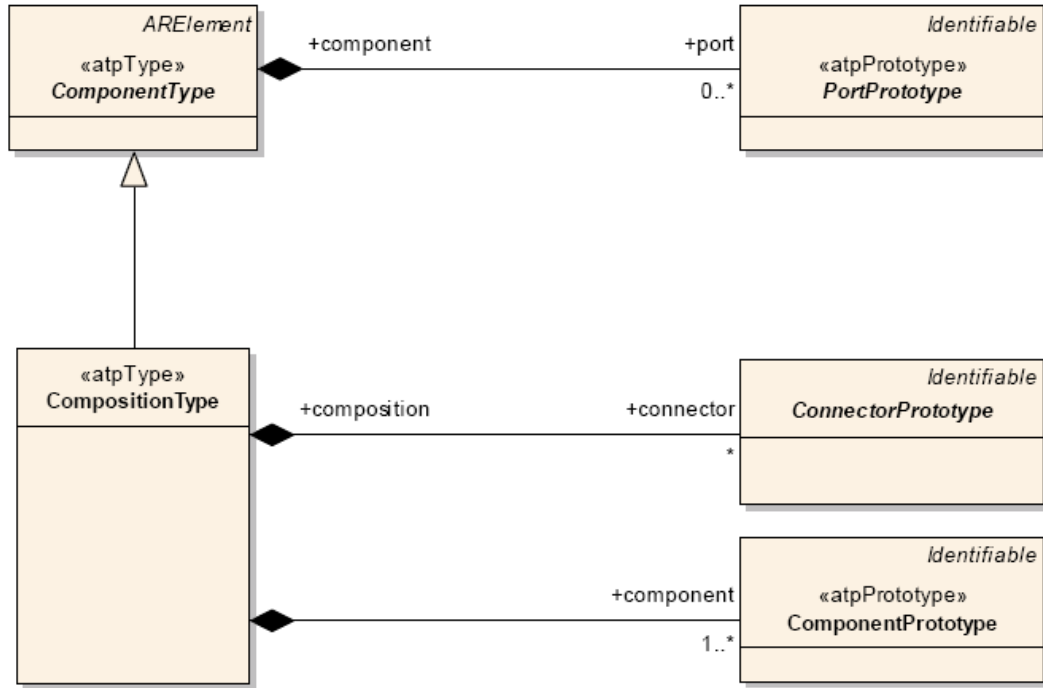 ARElement
«atpType»
ComponentType
+component
+port
0..*
Identifiable
«atpPrototype»
PortPrototype
«atpType»
CompositionType
+composition
+connector
*
Identifiable
ConnectorPrototype
+component
1..*
Identifiable
«atpPrototype»
ComponentPrototype